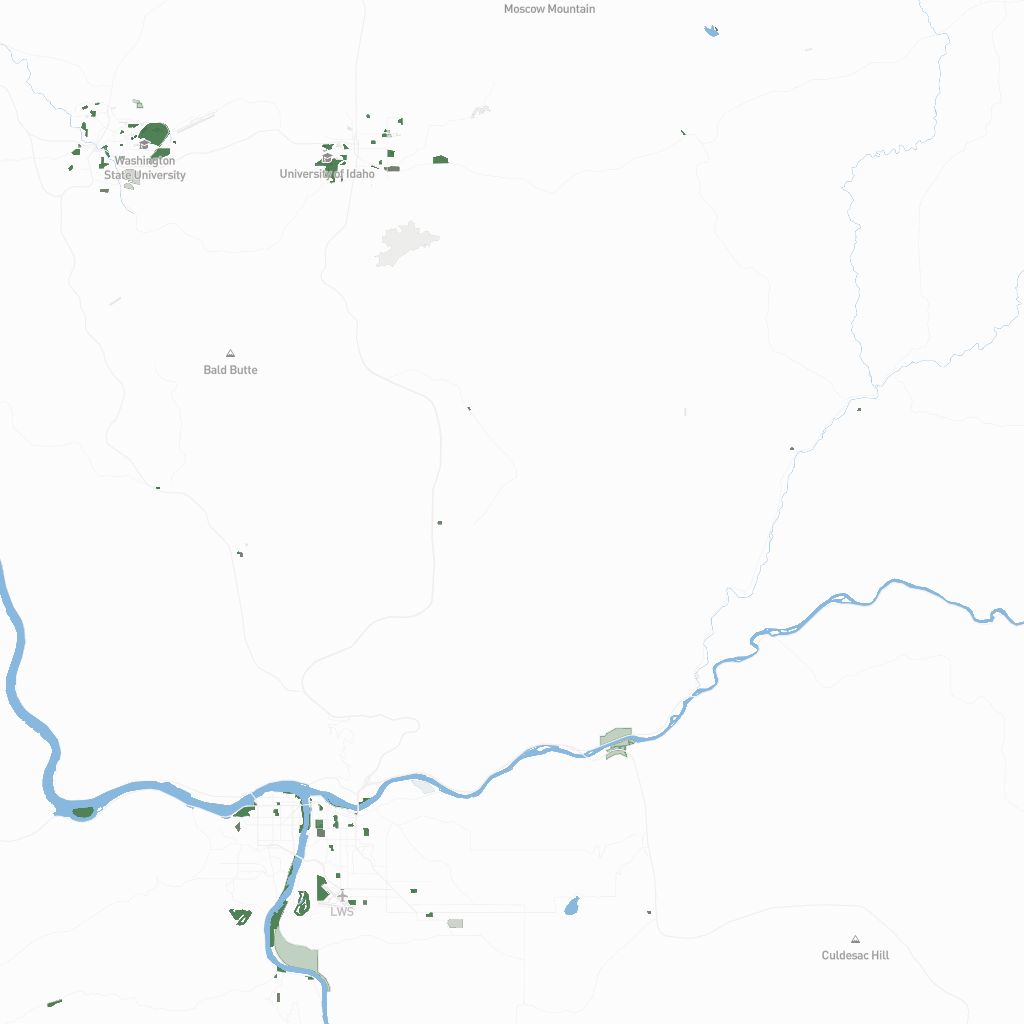 Moscow Mountain
Washington
State University
University of Idaho
Bald Butte
LWS
Culdesac Hill